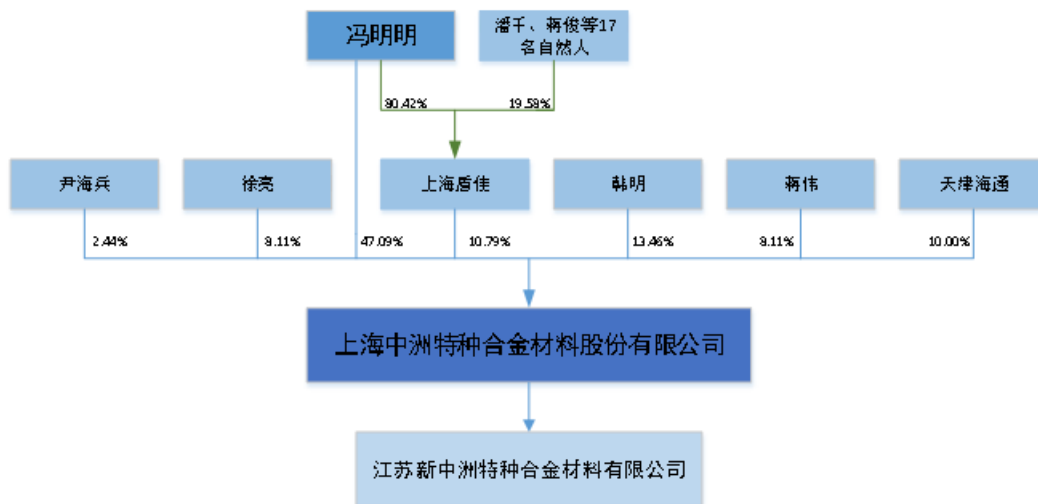 冯明明
潘千、蒋俊等17
名自然人
80.42%
19.58%
尹海兵
徐亮
上海盾佳
韩明
蒋伟
天津海通
2.44%
8.11%
47.09%
10.79%
13.46%
8.11%
10.00%
上海中洲特种合金材料股份有限公司
江苏新中洲特种合金材料有限公司